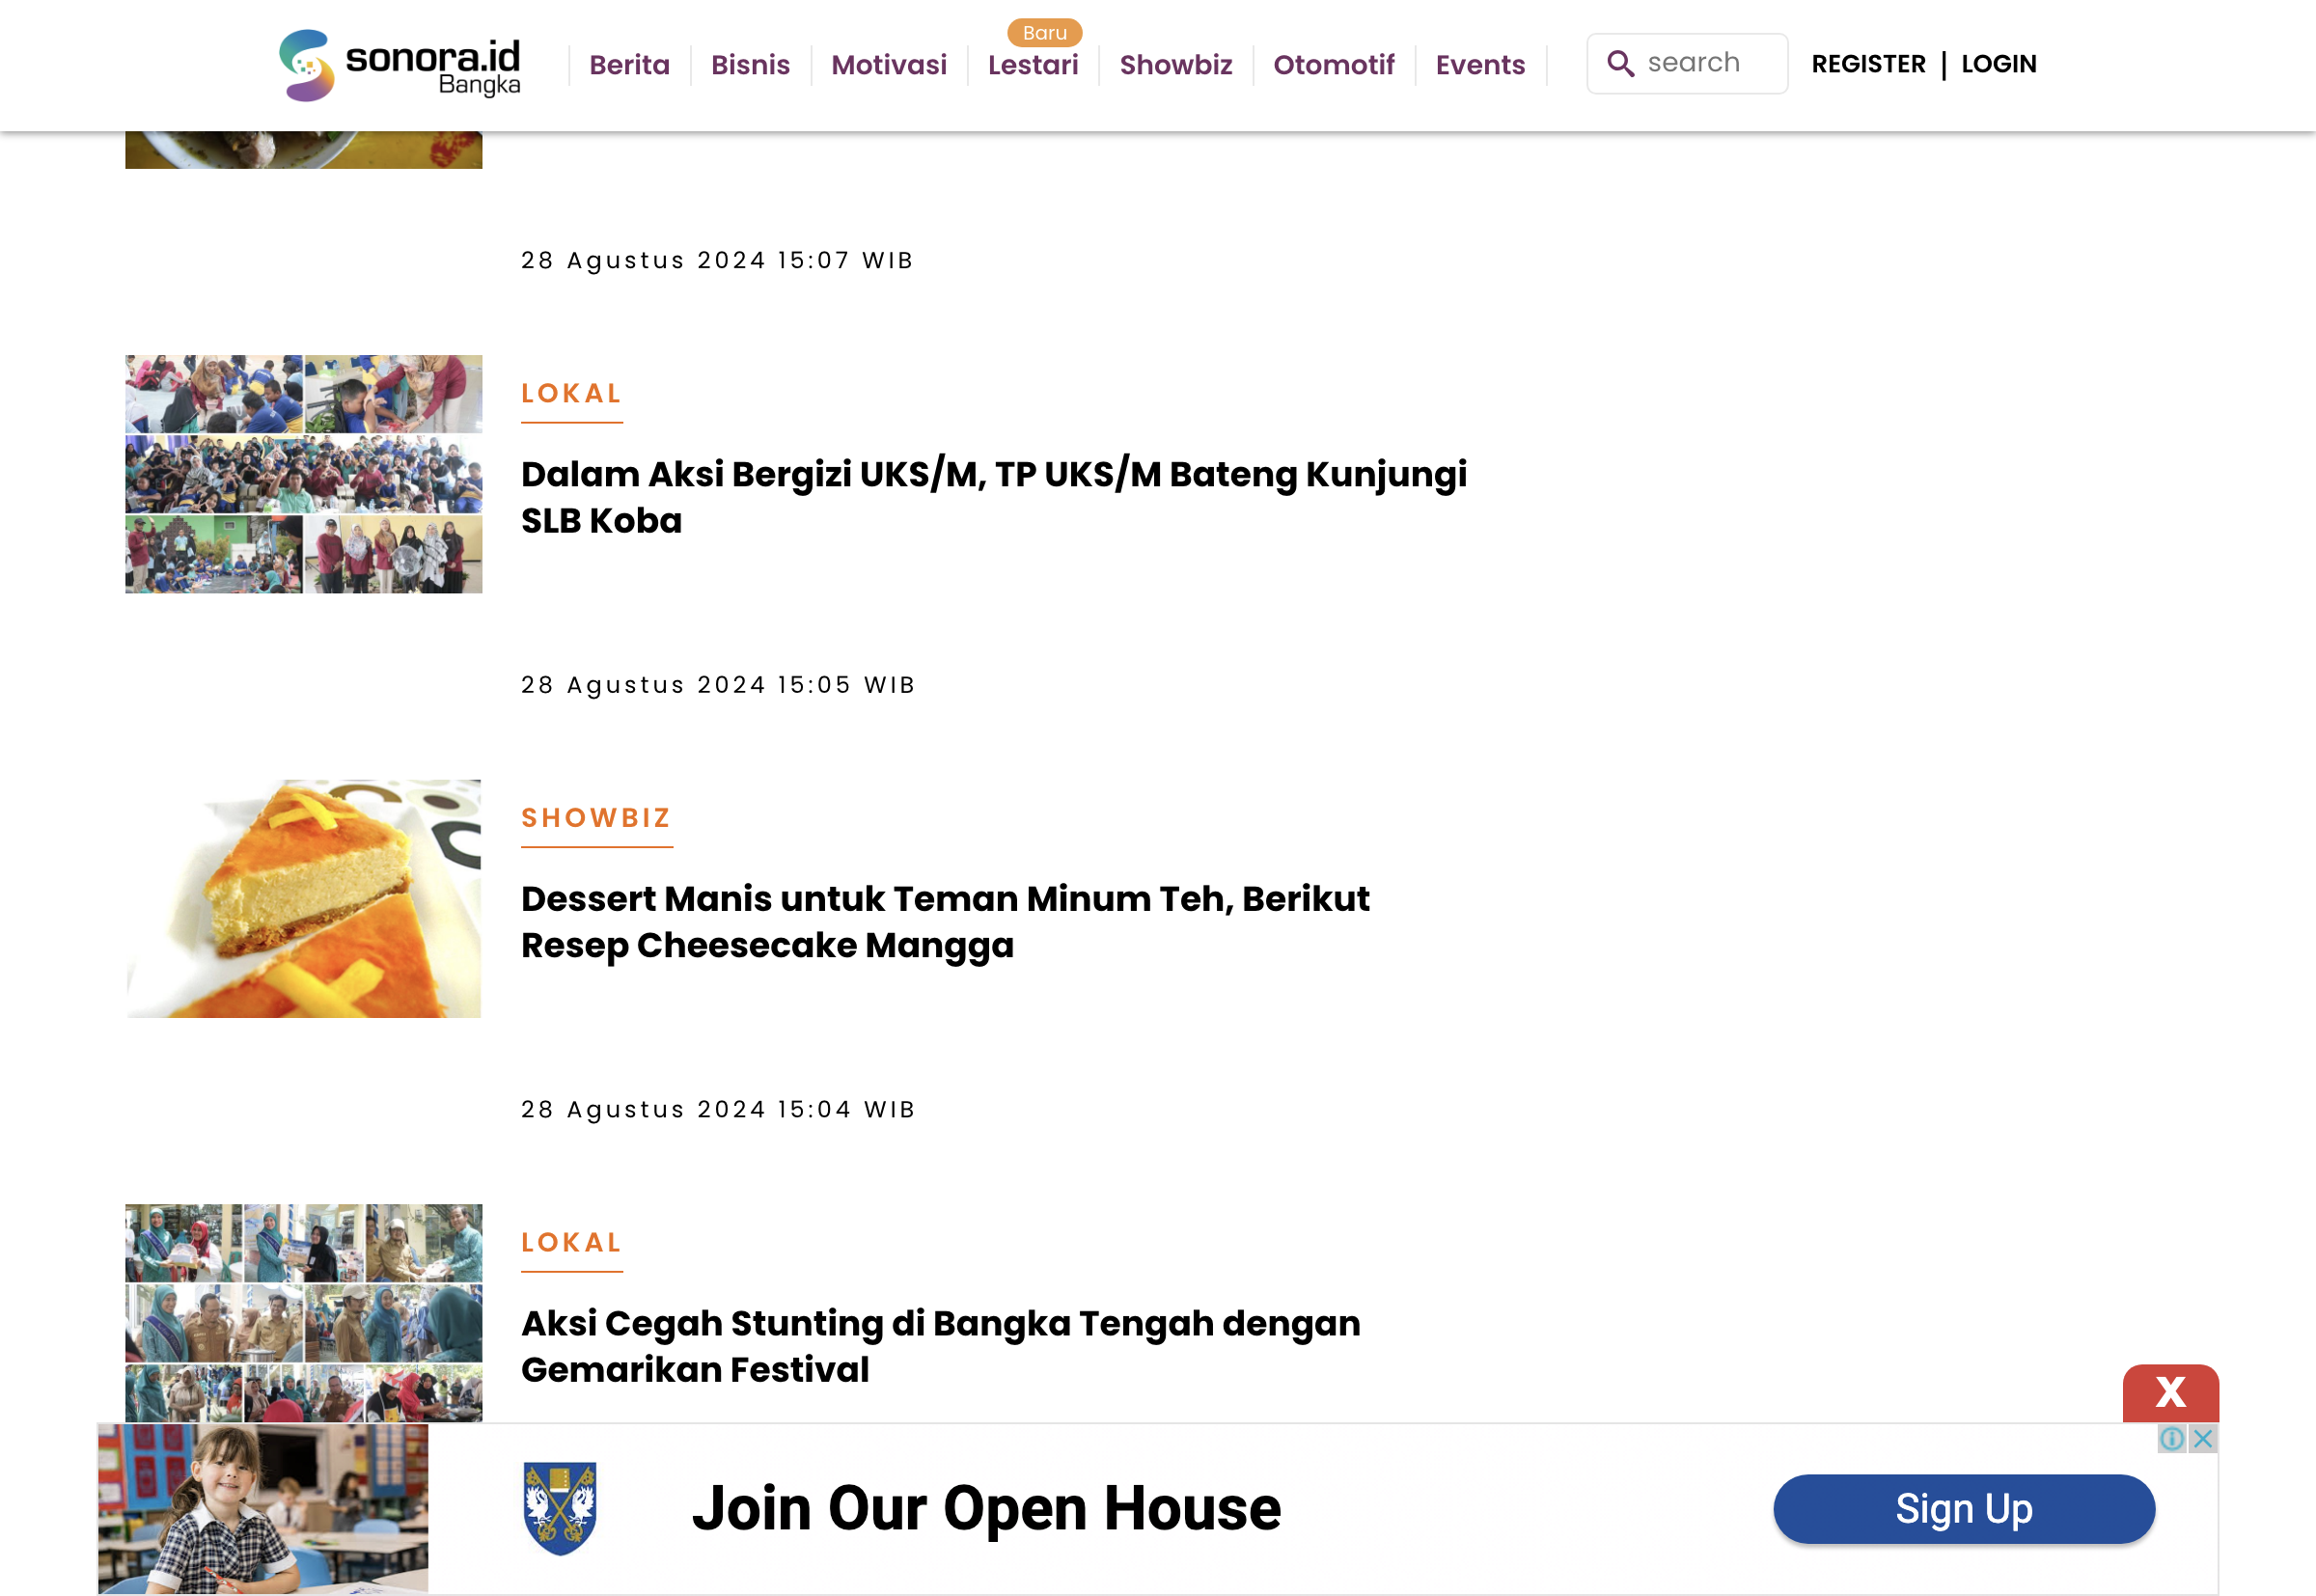 sonora.id
Bangka
Berita
Bisnis
Motivasi
Baru
Lestari
Showbiz
Otomotif
Events
search
REGISTER | LOGIN
28 Agustus 2024 15:07 WIB
LOKAL
Dalam Aksi Bergizi UKS/M, TP UKS/M Bateng Kunjungi
SLB Koba
28 Agustus 2024 15:05 WIB
SHOWBIZ
Dessert Manis untuk Teman Minum Teh, Berikut
Resep Cheesecake Mangga
28 Agustus 2024 15:04 WIB
LOKAL
Aksi Cegah Stunting di Bangka Tengah dengan
Gemarikan Festival
X
Join Our Open House
Sign Up